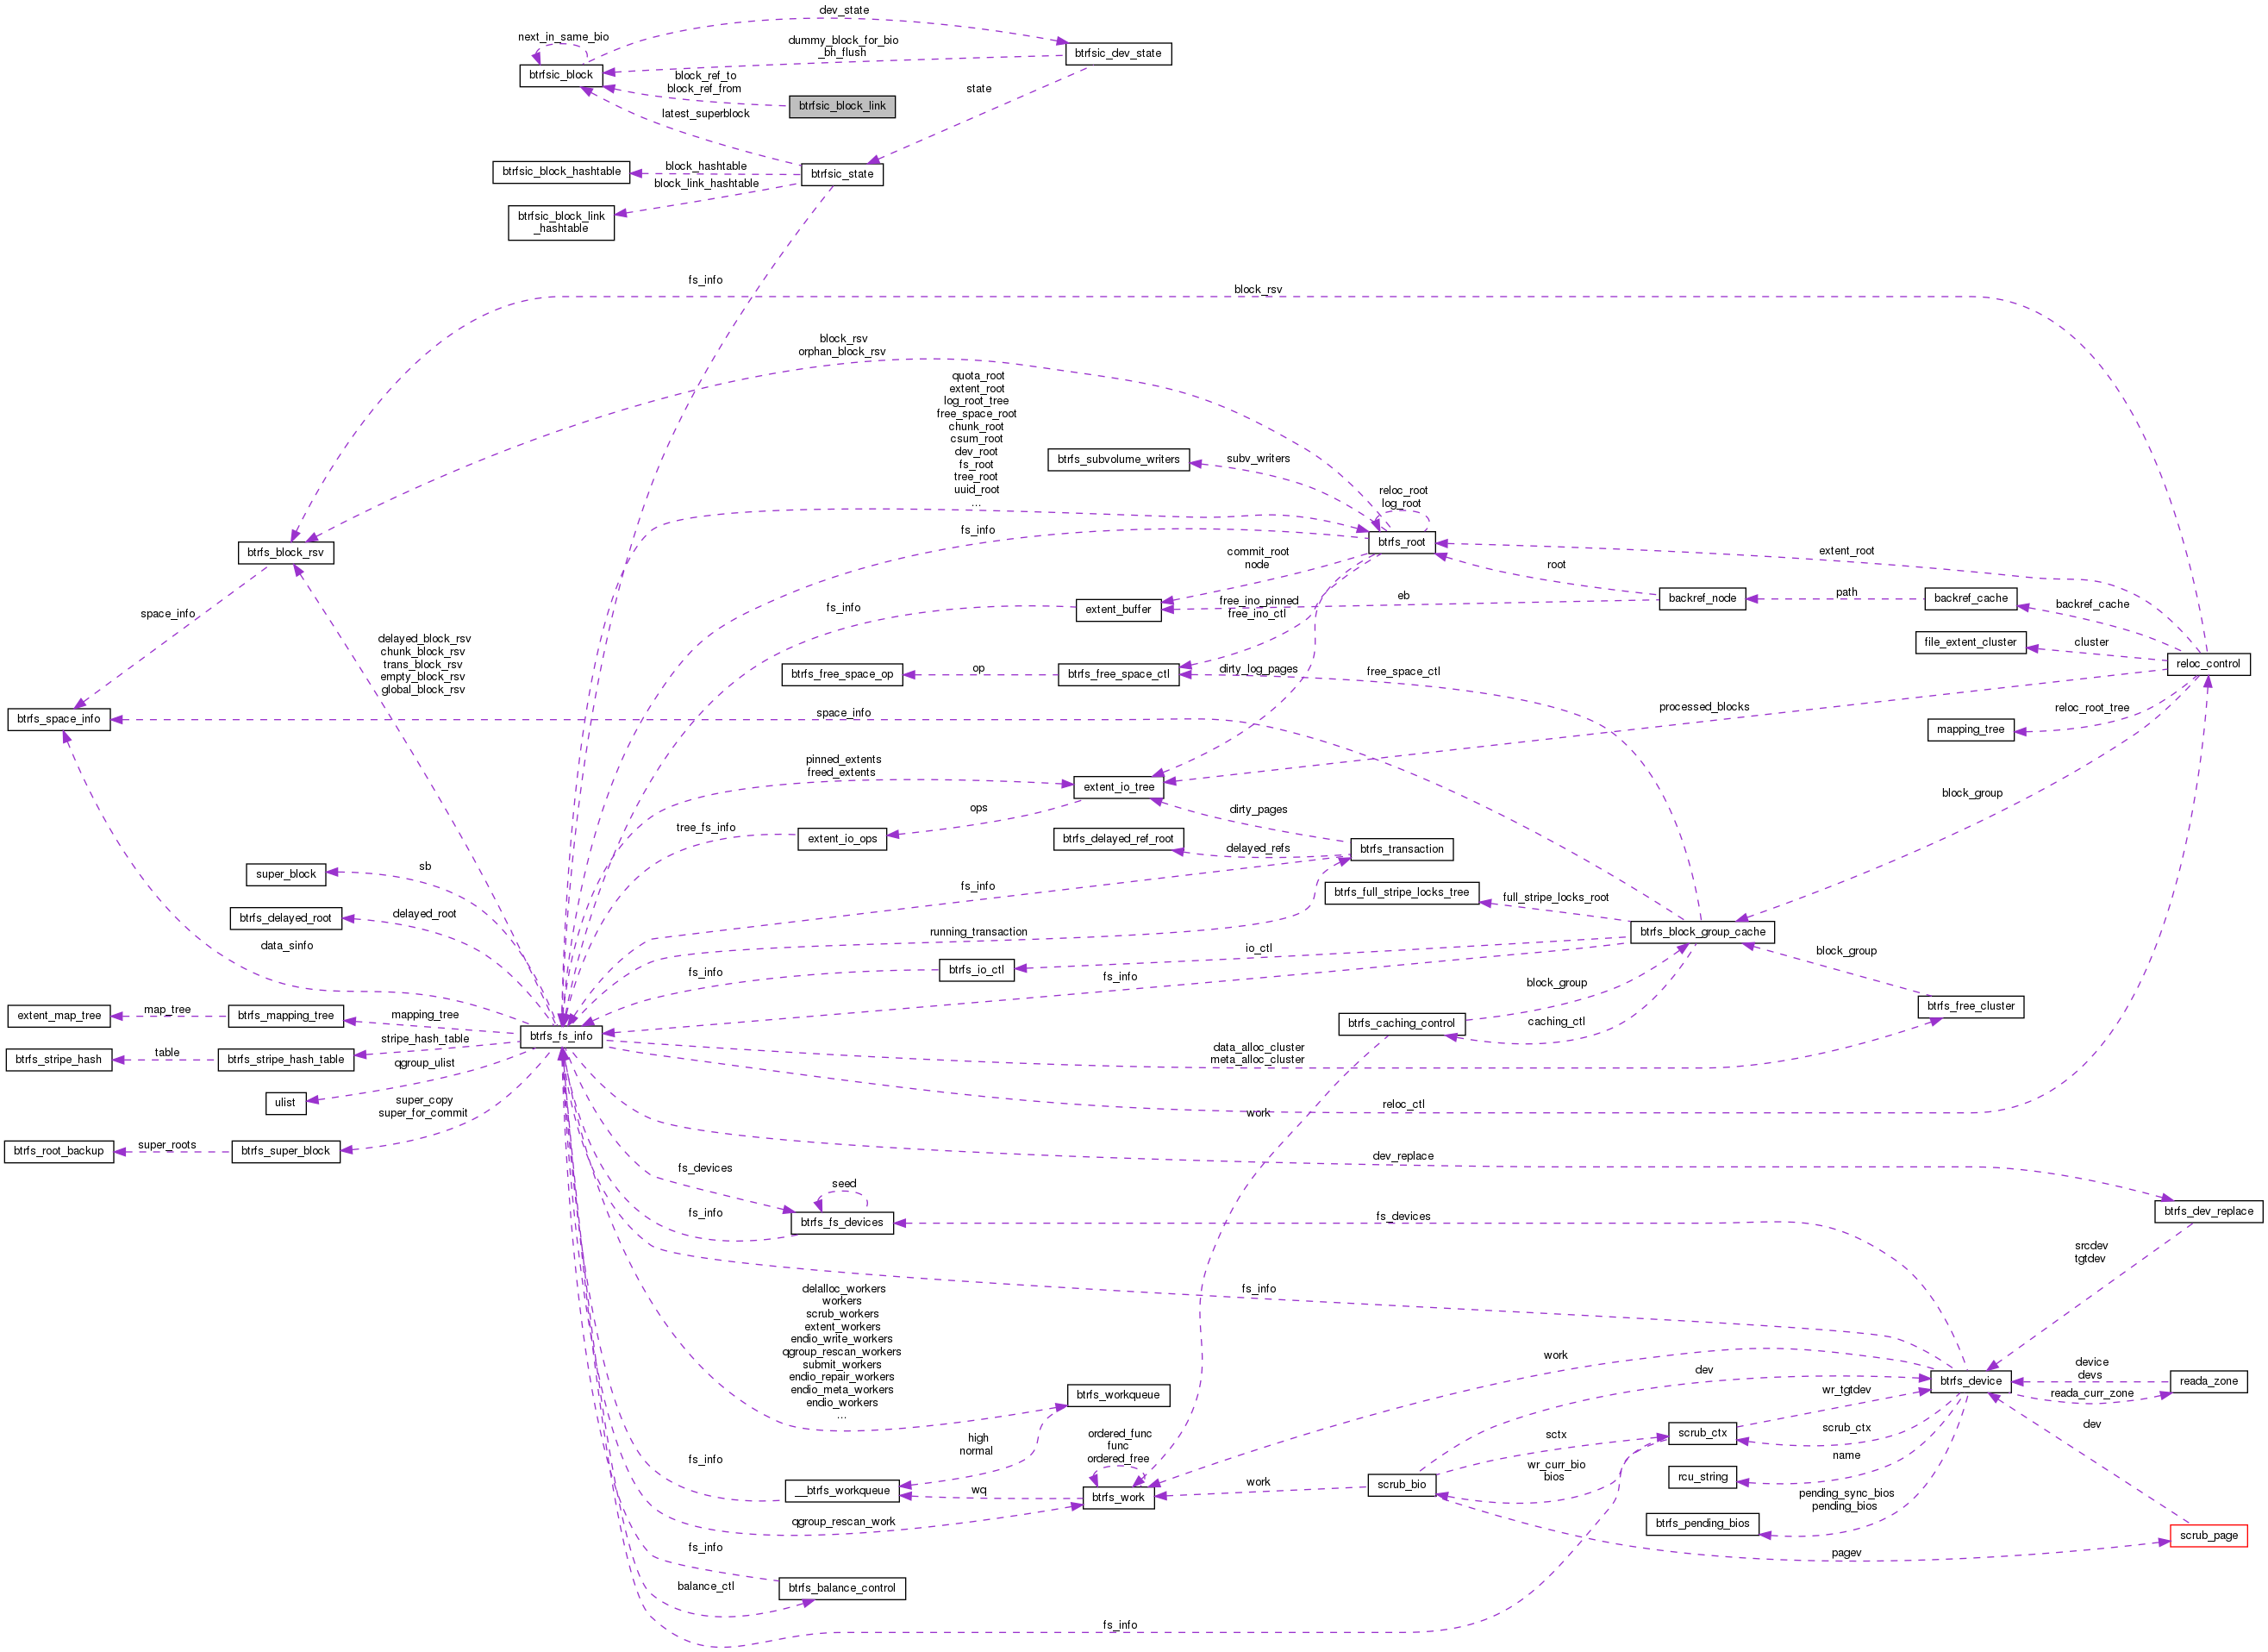 dev_state
next_in_same_bio
dummy_block_for_bio
_bh_flush
btrfsic_dev_state
btrfsic_block
block_ref_to
block_ref_from
state
btrfsic_block_link
latest_superblock
block_hashtable
btrfsic_block_hashtable
btrfsic_state
block_link_hashtable
btrfsic_block_link
_hashtable
fs_info
block_rsv
block_rsv
orphan_block_rsv
quota_root
extent_root
log_root_tree
free_space_root
chunk_root
csum_root
dev_root
fs_root
tree_root
uuid_root
...
btrfs_subvolume_writers
subv_writers
reloc_root
log_root
fs_info
btrfs_root
btrfs_block_rsv
commit_root
node
extent_root
root
space_info
fs_info
extent_buffer
free_ino_pinned
free_ino_ctl
eb
btrfs_node
path
backref_cache
backref_cache
file_extent_cluster
cluster
reloc_control
delayed_block_rsv
chunk_block_rsv
trans_block_rsv
empty_block_rsv
global_block_rsv
btrfs_free_space_op
op
btrfs_free_space_ctl
dirty_log_pages
free_space_ctl
btrfs_space_info
space_info
processed_blocks
reloc_root_tree
mapping_tree
pinned_extents
freed_extents
extent_io_tree
block_group
ops
dirty_pages
tree_fs_info
extent_io_ops
btrfs_delayed_ref_root
delayed_refs
btrfs_transaction
super_block
sb
fs_info
btrfs_full_stripe_locks_tree
full_stripe_locks_root
btrfs_delayed_root
delayed_root
running_transaction
btrfs_block_group_cache
data_sinfo
io_ctl
block_group
fs_info
btrfs_io_ctl
fs_info
block_group
btrfs_free_cluster
extent_map_tree
map_tree
btrfs_mapping_tree
mapping_tree
btrfs_fs_info
btrfs_caching_control
caching_ctl
btrfs_stripe_hash
table
btrfs_stripe_hash_table
stripe_hash_table
data_alloc_cluster
meta_alloc_cluster
qgroup_ulist
ulist
super_copy
super_for_commit
reloc_ctl
work
btrfs_root_backup
super_roots
btrfs_super_block
dev_replace
fs_devices
seed
fs_info
btrfs_fs_devices
fs_devices
btrfs_dev_replace
srcdev
tgtdev
fs_info
delalloc_workers
workers
scrub_workers
extent_workers
endio_write_workers
qgroup_rescan_workers
submit_workers
endio_repair_workers
endio_meta_workers
endio_workers
...
work
dev
btrfs_workqueue
wr_tgtdev
btrfs_device
device
devs
reada_curr_zone
reada_zone
high
normal
ordered_func
func
ordered_free
sctx
scrub_ctx
scrub_ctx
dev
fs_info
wr_curr_bio
bios
rcu_string
name
__btrfs_workqueue
wq
btrfs_work
work
scrub_bio
pending_sync_bios
pending_bios
qgroup_rescan_work
btrfs_pending_bios
scrub_page
fs_info
pagev
balance_ctl
btrfs_balance_control
fs_info